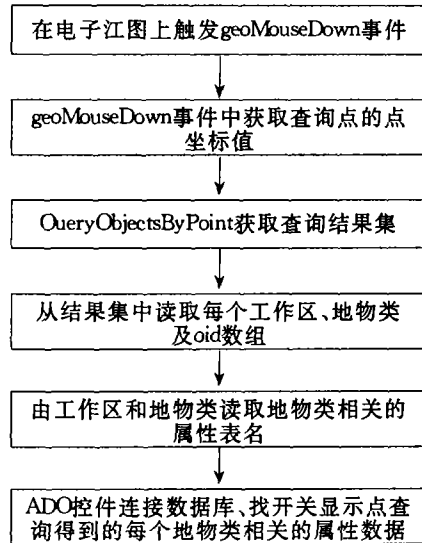 在电子江图上触发geoMouseDown事件
geoMouseDown事件中获取查询点的点
坐标值
OueryObjectsByPoint获取查询结果集
从结果集中读取每个工作区、地物类
及oid数组
由工作区和地物类读取地物类相关的
属性表名
ADO控件连接数据库、找开关显示点查
询得到的每个地物类相关的属性数据